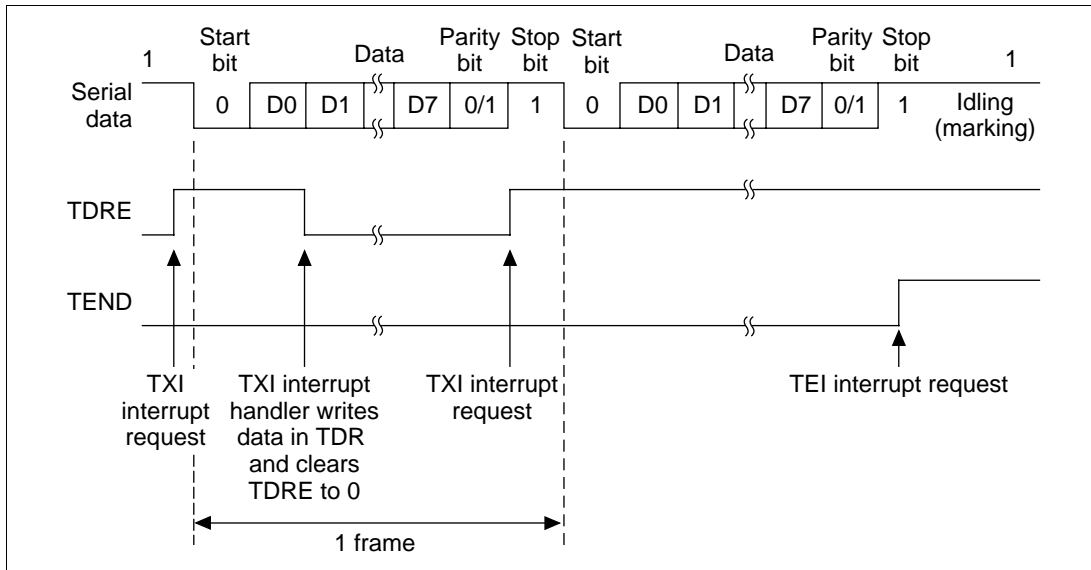 1
Start
bit
Data
Parity
bit
Stop
bit
Start
bit
Data
Parity
bit
Stop
bit
1
Serial
data
0
D0
D1
D7
0/1
1
0
D0
D1
D7
0/1
1
Idling
(marking)
TDRE
TEND
TXI
interrupt
request
TXI interrupt
handler writes
data in TDR
and clears
TDRE to 0
TXI interrupt
request
TEI interrupt request
1 frame